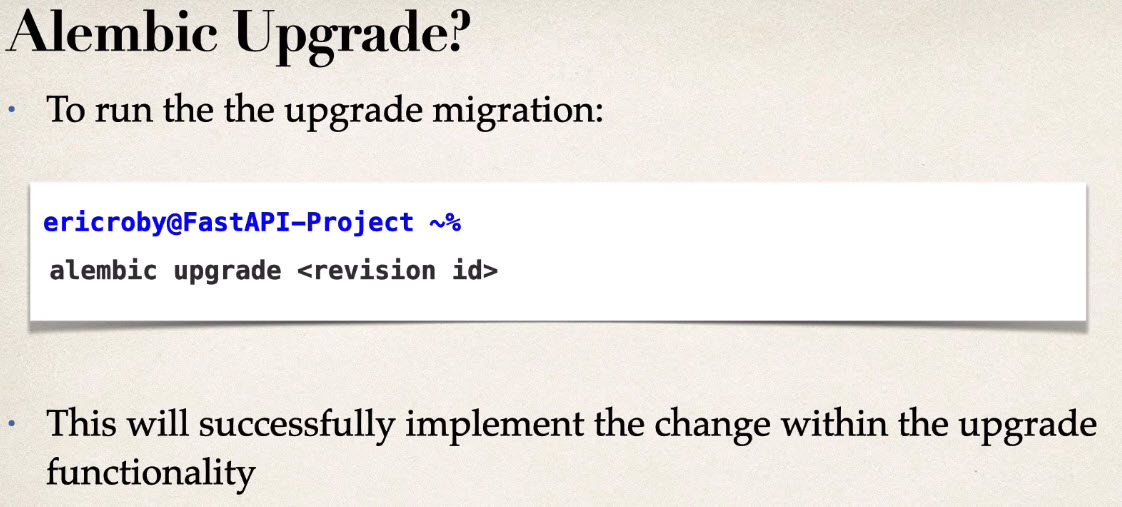 Alembic Upgrade?
• To run the the upgrade migration:
ericroby@FastAPI-Project ~%
alembic upgrade <revision id>
• This will successfully implement the change within the upgrade
functionality